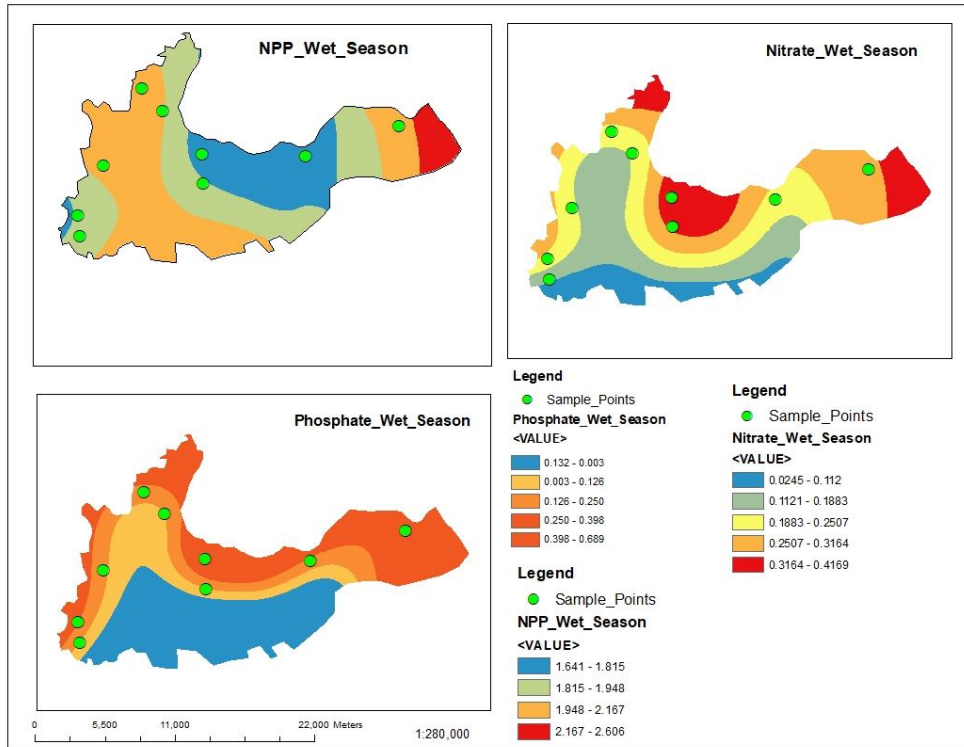 NPP_Wet_Season
Nitrate_Wet_Season
Phosphate_Wet_Season
0 5,500 11,000 22,000 Meters
1:280,000
Legend
Sample_Points
Phosphate_Wet_Season
<VALUE>
0.132 - 0.003
0.003 - 0.126
0.126 - 0.250
0.250 - 0.398
0.398 - 0.689
Legend
Sample_Points
Nitrate_Wet_Season
<VALUE>
0.0245 - 0.112
0.1121 - 0.1883
0.1883 - 0.2507
0.2507 - 0.3164
0.3164 - 0.4169
Legend
Sample_Points
NPP_Wet_Season
<VALUE>
1.641 - 1.815
1.815 - 1.948
1.948 - 2.167
2.167 - 2.606